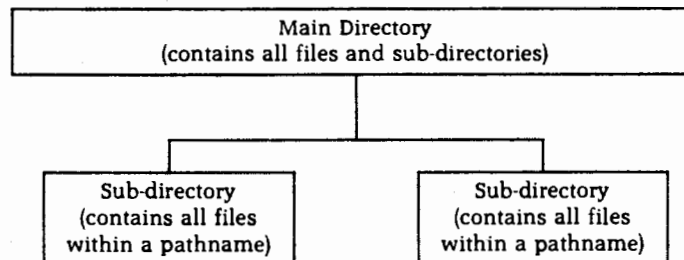 Main Directory
(contains all files and sub-directories)
Sub-directory
(contains all files
within a pathname)
Sub-directory
(contains all files
within a pathname)